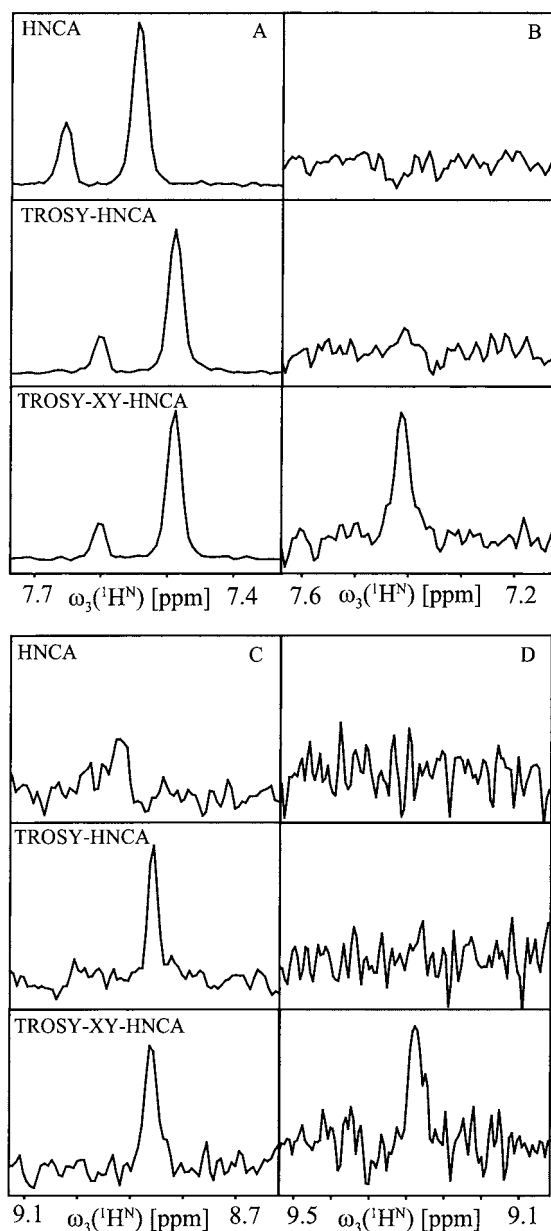 HNCA A B
TROSY-HNCA
TROSY-XY-HNCA
7.7 ω₃(¹Hᴺ) [ppm] 7.4 7.6 ω₃(¹Hᴺ) [ppm] 7.2
HNCA C D
TROSY-HNCA
TROSY-XY-HNCA
9.1 ω₃(¹Hᴺ) [ppm] 8.7 9.5 ω₃(¹Hᴺ) [ppm] 9.1